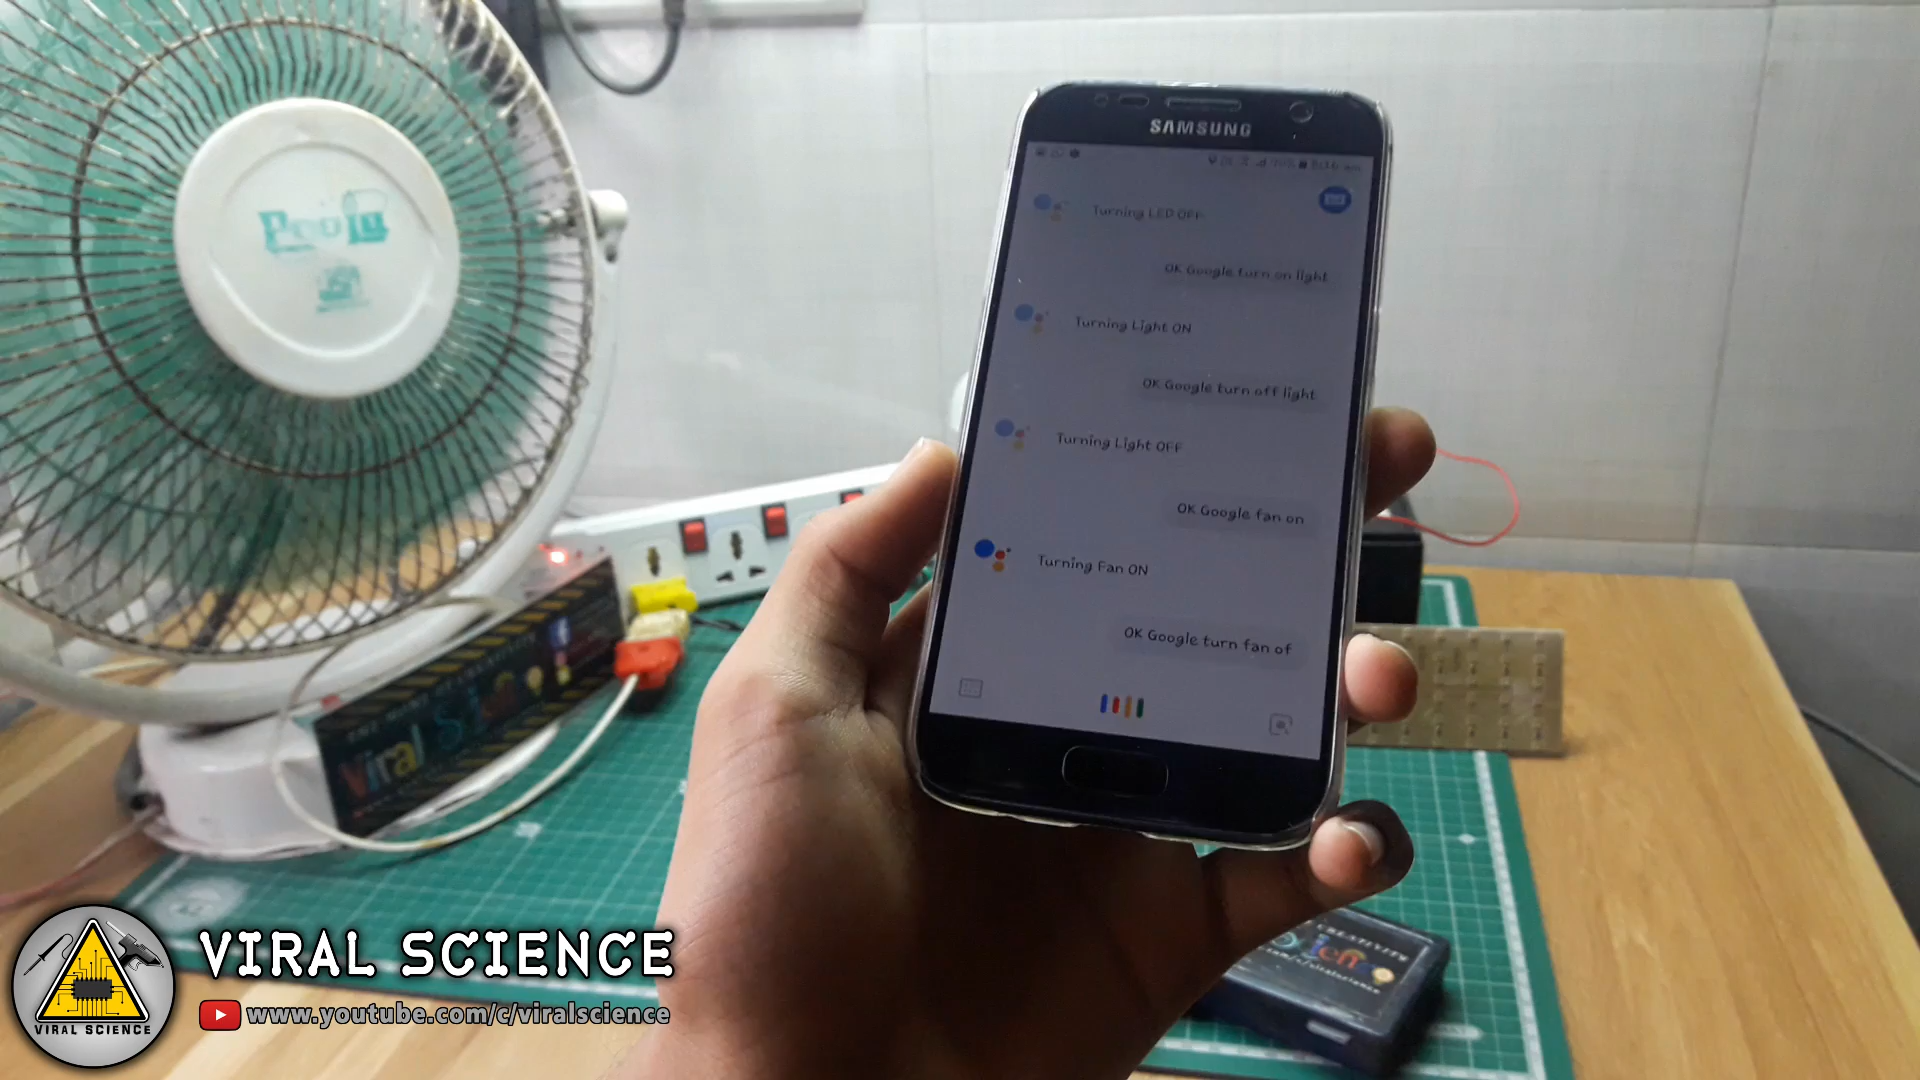 SAMSUNG
Turning LED OFF
OK Google turn on light
Turning Light ON
OK Google turn off light
Turning Light OFF
OK Google fan on
Turning Fan ON
OK Google turn fan of
Viral
CREATIVITY
VIRAL SCIENCE
VIRAL SCIENCE
www.youtube.com/c/viralscience